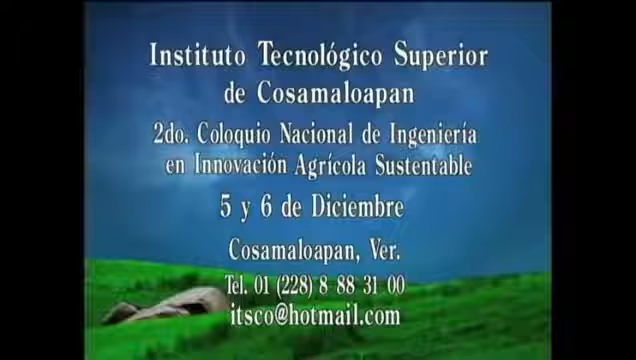 Instituto Tecnológico Superior
de Cosamaloapan
2do. Coloquio Nacional de Ingeniería
en Innovación Agrícola Sustentable
5 y 6 de Diciembre
Cosamaloapan, Ver.
Tel. 01 (228) 8 88 31 00
itsco@hotmail.com